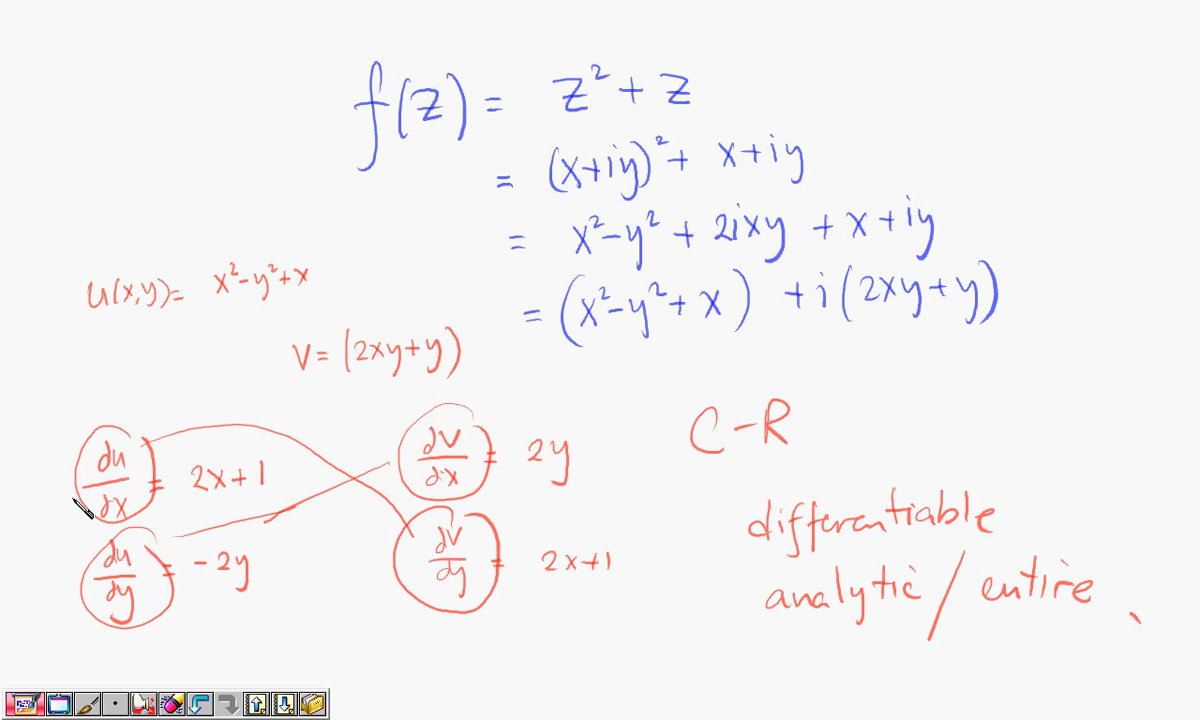 f(z) = z² + z
= (x+iy)² + x+iy
= x²-y² + 2ixy + x+iy
= (x²-y²+x) + i(2xy+y)
u(x,y)= x²-y²+x
V = (2xy+y)
du/dx = 2x+1
dv/dx = 2y
du/dy = -2y
dv/dy = 2x+1
C-R
differentiable
analytic / entire